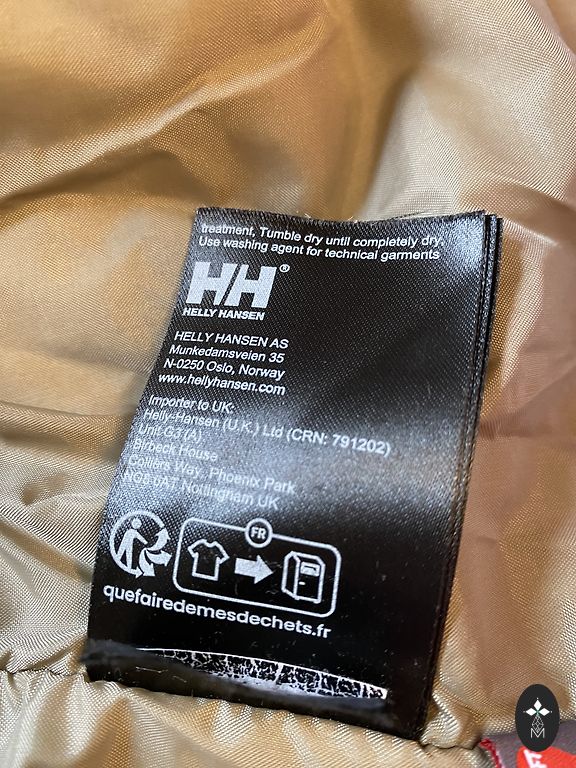 treatment, Tumble dry until completely dry.
Use washing agent for technical garments
HH®
HELLY HANSEN
HELLY HANSEN AS
Munkedamsveien 35
N-0250 Oslo, Norway
www.hellyhansen.com
Importer to UK:
Helly-Hansen (U.K.) Ltd (CRN: 791202)
Unit G3 (A)
Birbeck House
Colliers Way, Phoenix Park
NG8 6AT Nottingham UK
FR
quefairedemesdechets.fr
M